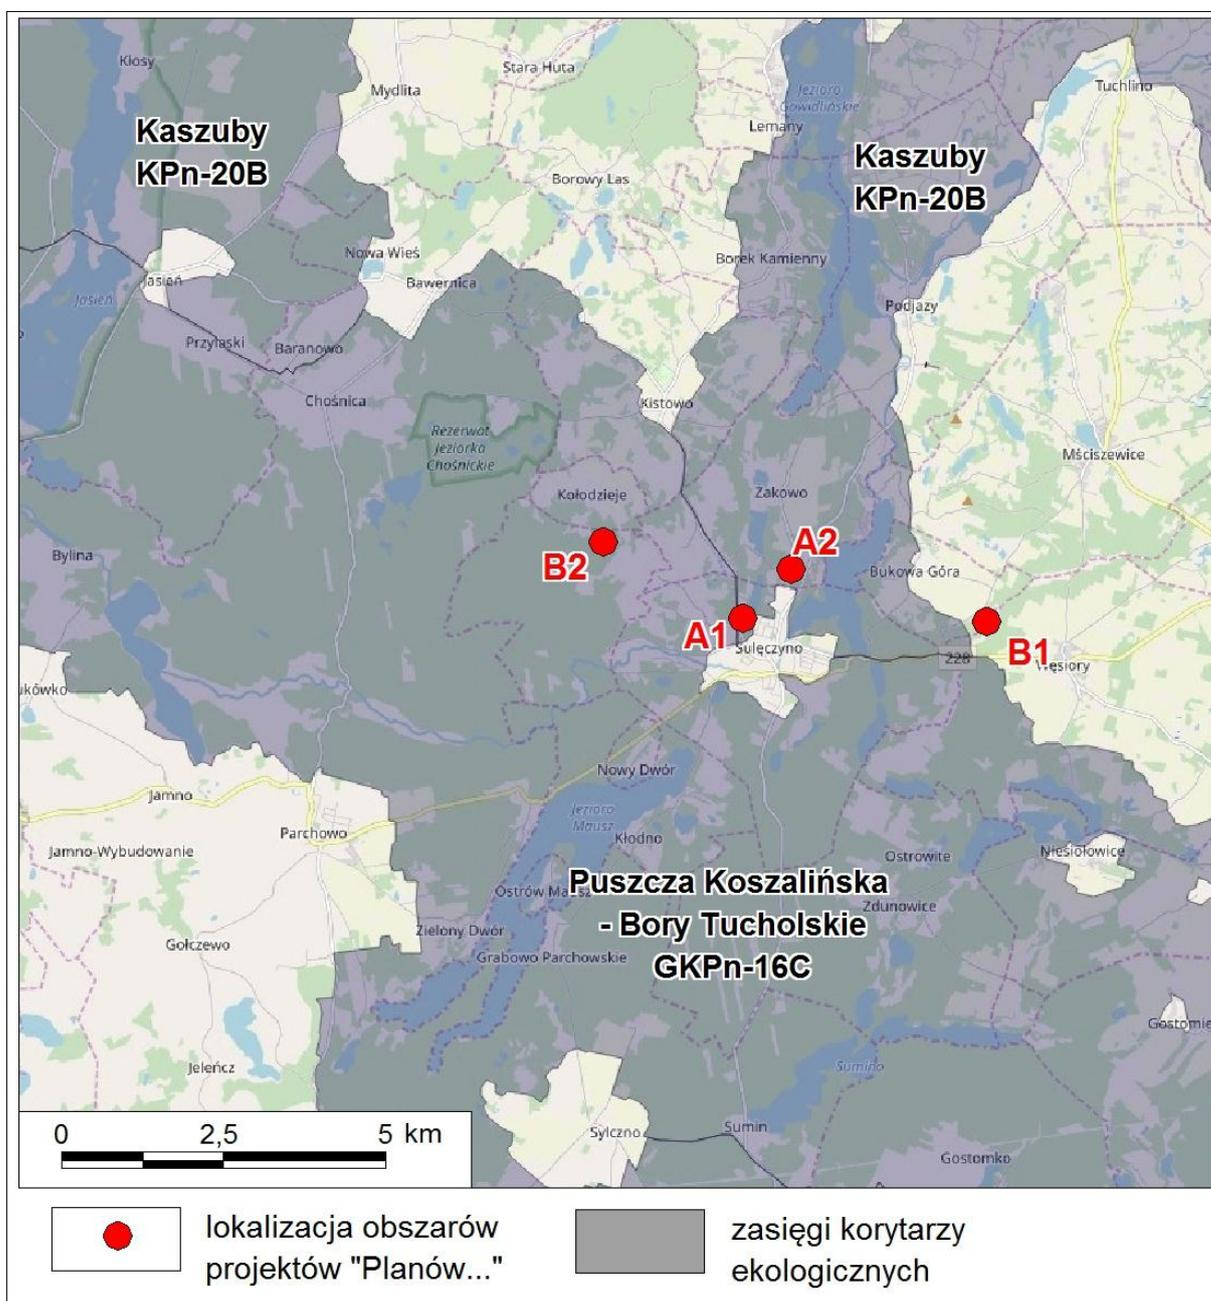 Kłosy
Stara Huta
Mydlita
Jezioro
Gowidlińskie
Tuchlino
Lemany
Kaszuby
KPn-20B
Kaszuby
KPn-20B
Borowy Las
Nowa Wieś
Borek Kamienny
Jasień
Bawernica
Jasień
Podjazy
Przylaski
Baranowo
Chośnica
Kistowo
Rezerwat
Jeziorka
Chośnickie
Mściszewice
Kołodzieje
Żakowo
Bylina
B2
A2
Bukowa Góra
A1
Sulęczyno
B1
228
Węsiory
ukówko
Nowy Dwór
Jamno
Jezioro
Mausz
Parchowo
Kłodno
Jamno-Wybudowanie
Ostrowite
Niesiołowice
Puszcza Koszalińska
- Bory Tucholskie
GKPn-16C
Ostrów Mausz
Zdunowice
Zielony Dwór
Gołczewo
Grabowo Parchowskie
Gostomie
Jeleńcz
Sumino
Sylczno
Sumin
Gostomko
0 2,5 5 km
lokalizacja obszarów
projektów "Planów..."
zasięgi korytarzy
ekologicznych